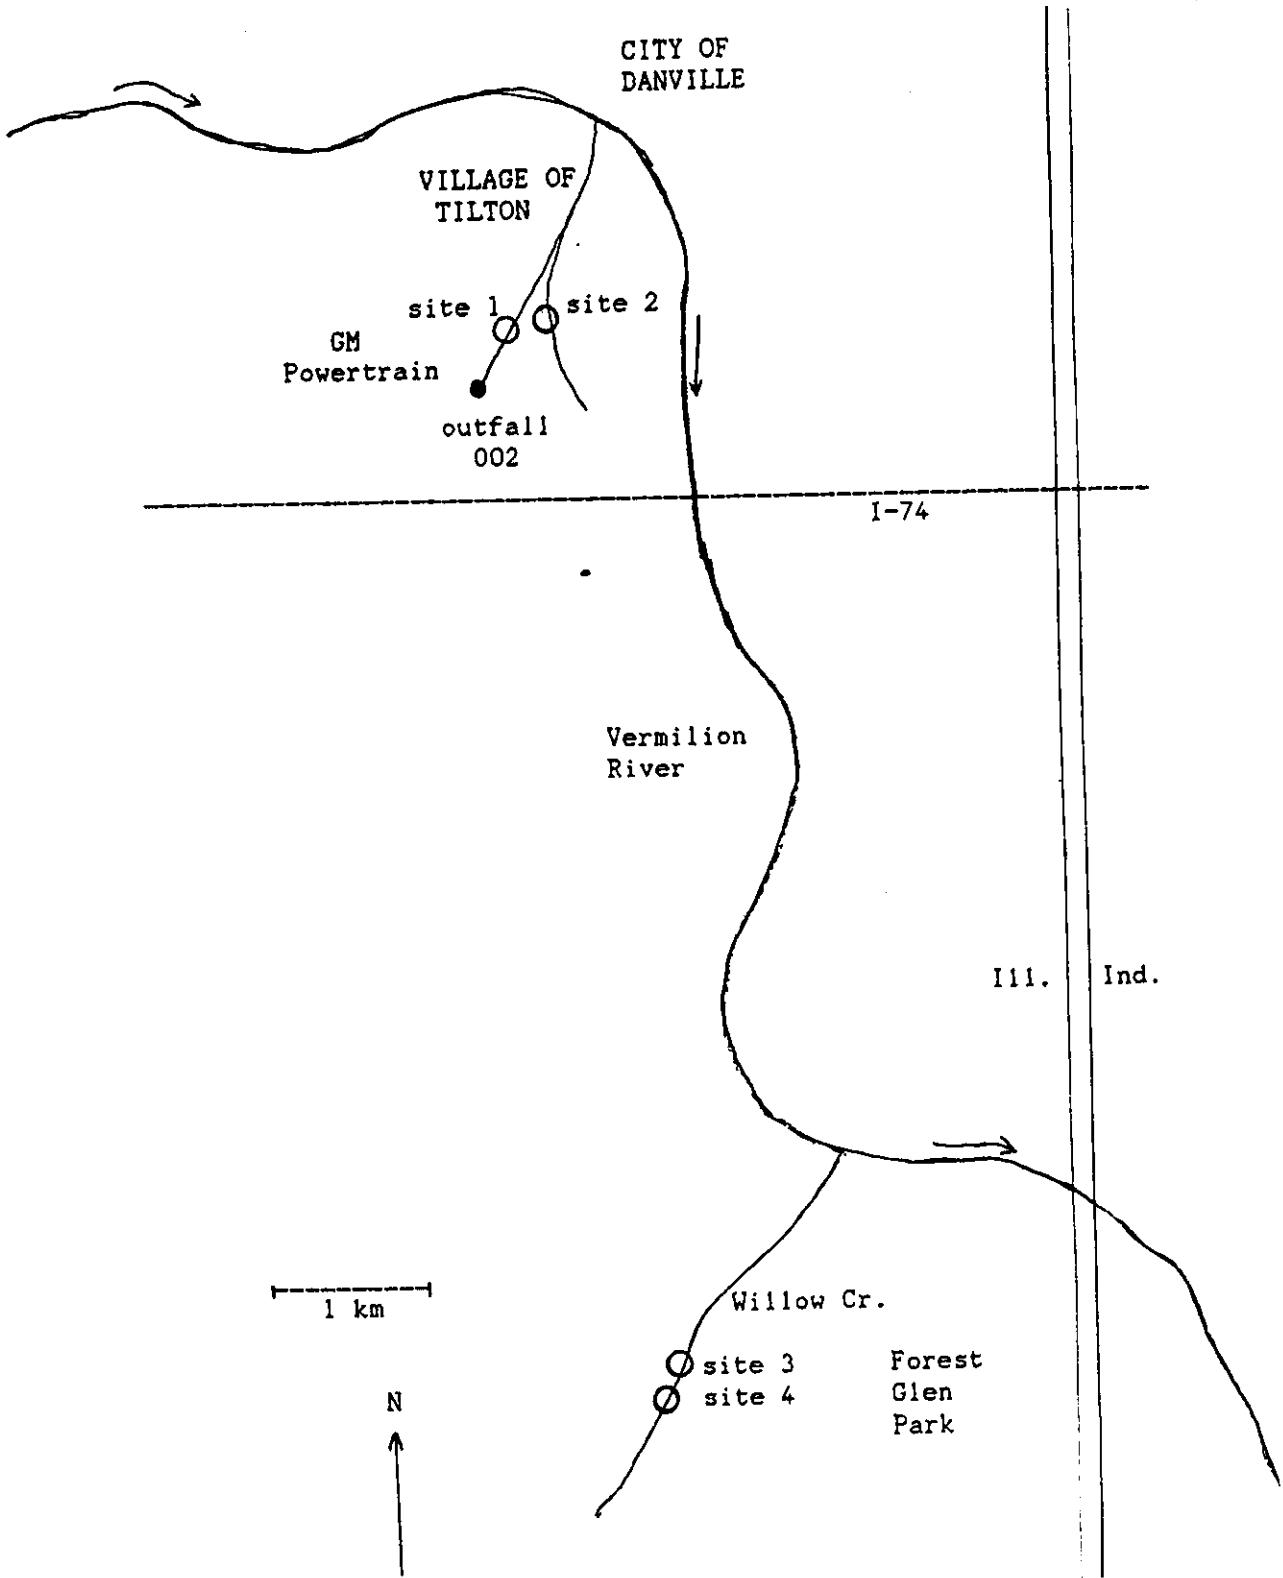 CITY OF
DANVILLE
VILLAGE OF
TILTON
site 1
site 2
GM
Powertrain
outfall
002
I-74
Vermilion
River
Ill.
Ind.
1 km
Willow Cr.
site 3
site 4
Forest
Glen
Park
N